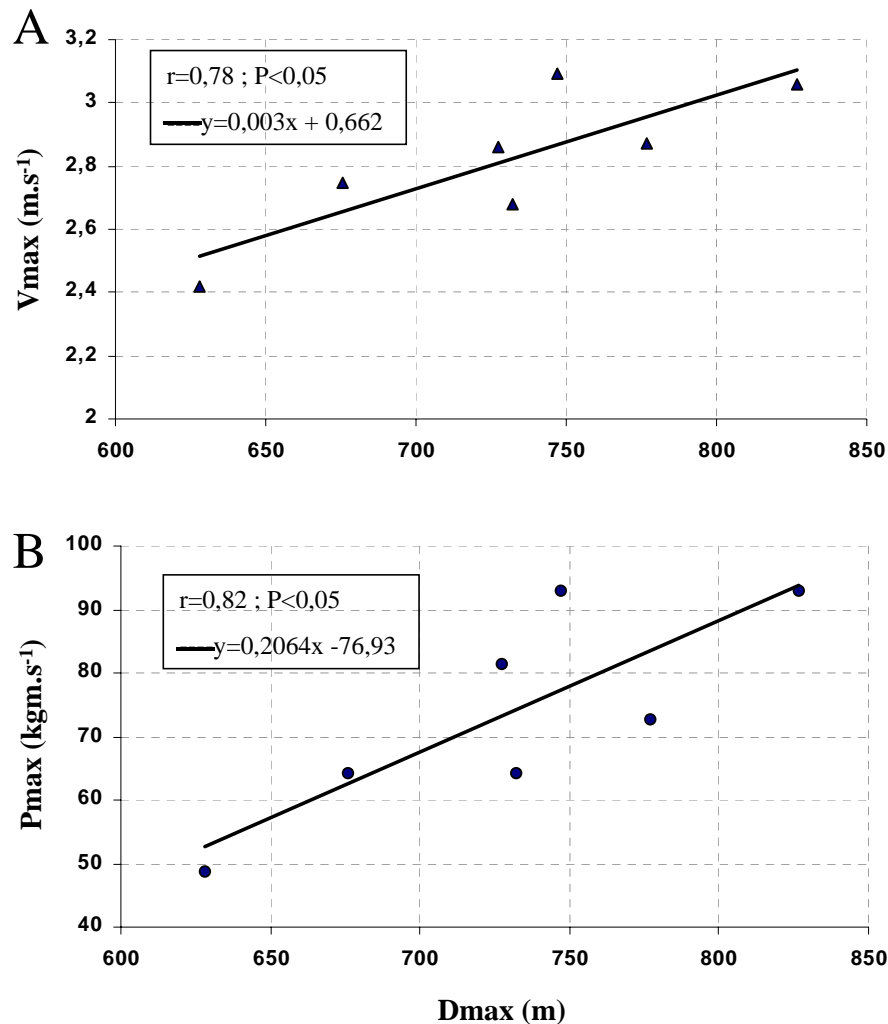 A
3,2
3
2,8
2,6
2,4
2,2
2
Vmax (m.s-1)
r=0,78 ; P<0,05
y=0,003x + 0,662
600 650 700 750 800 850
B
100
90
80
70
60
50
40
Pmax (kgm.s-1)
r=0,82 ; P<0,05
y=0,2064x -76,93
600 650 700 750 800 850
Dmax (m)